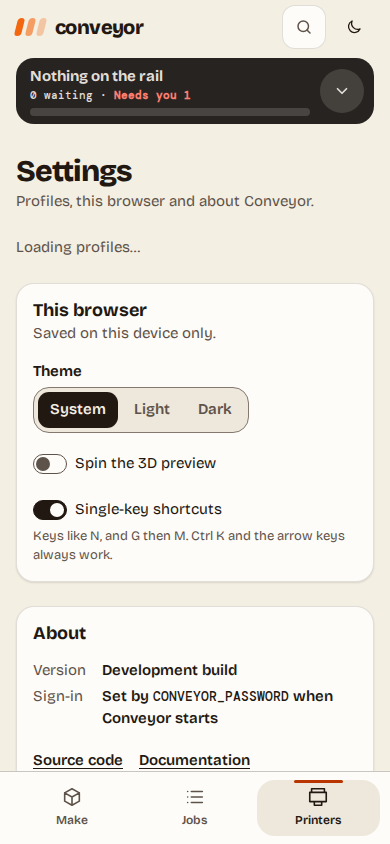 conveyor
Nothing on the rail
0 waiting · Needs you 1
Settings
Profiles, this browser and about Conveyor.
Loading profiles…
This browser
Saved on this device only.
Theme
System Light Dark
Spin the 3D preview
Single-key shortcuts
Keys like N, and G then M. Ctrl K and the arrow keys
always work.
About
Version Development build
Sign-in Set by CONVEYOR_PASSWORD when
Conveyor starts
Source code Documentation
Make Jobs Printers